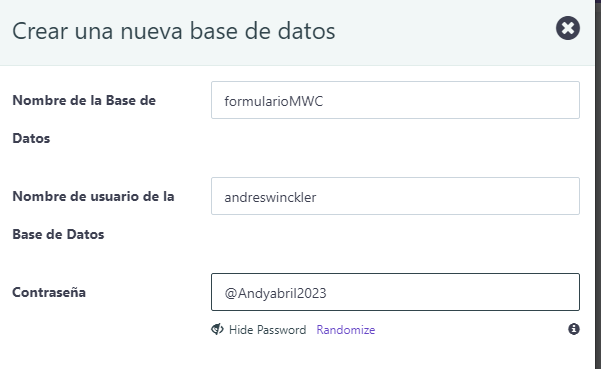 Crear una nueva base de datos
Nombre de la Base de
Datos
formularioMWC
Nombre de usuario de la
Base de Datos
andreswinckler
Contraseña
@Andyabril2023
Hide Password Randomize